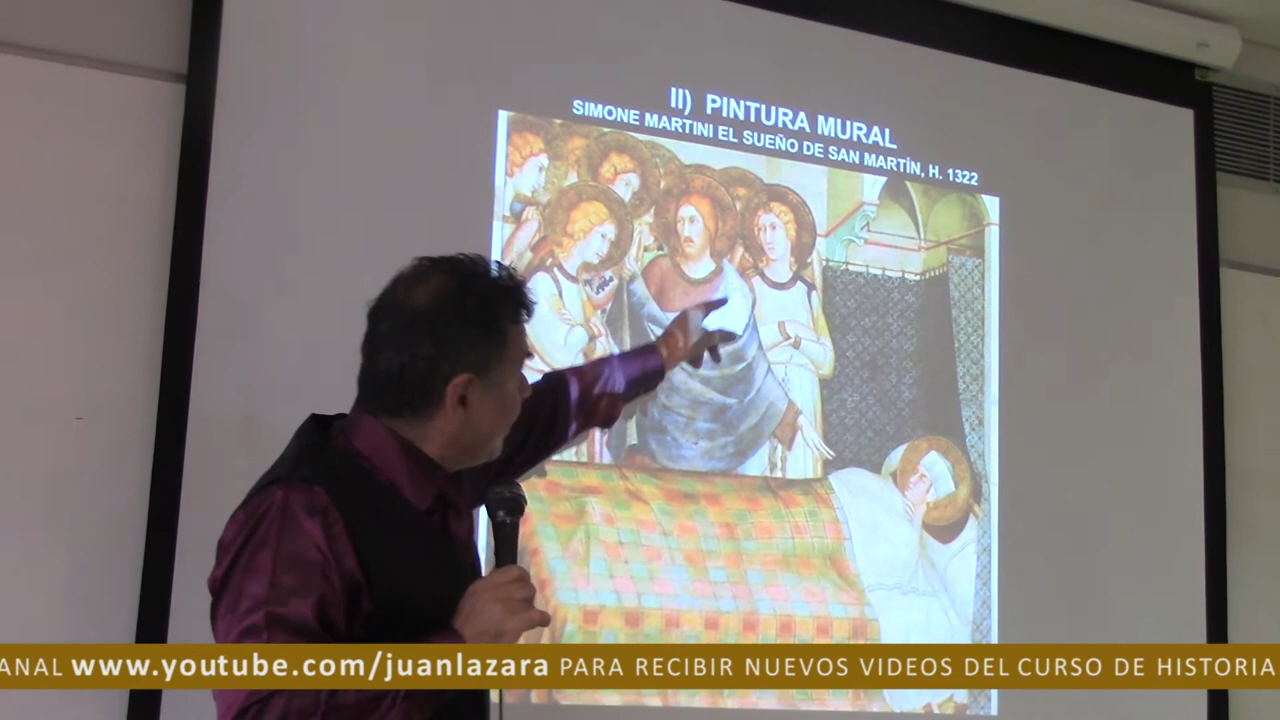 II) PINTURA MURAL
SIMONE MARTINI EL SUEÑO DE SAN MARTÍN, H. 1322
ANAL www.youtube.com/juanlazara PARA RECIBIR NUEVOS VIDEOS DEL CURSO DE HISTORIA